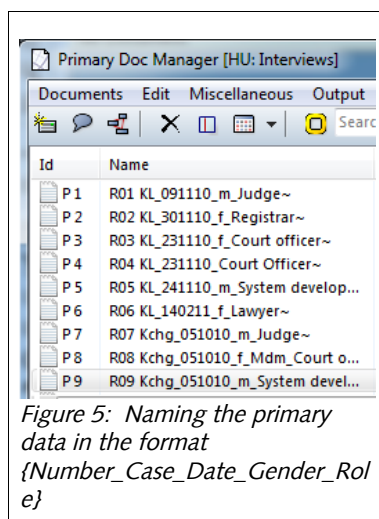 Primary Doc Manager [HU: Interviews]
Documents Edit Miscellaneous Output
Searc
Id Name
P 1 R01 KL_091110_m_Judge~
P 2 R02 KL_301110_f_Registrar~
P 3 R03 KL_231110_f_Court officer~
P 4 R04 KL_231110_Court Officer~
P 5 R05 KL_241110_m_System develop...
P 6 R06 KL_140211_f_Lawyer~
P 7 R07 Kchg_051010_m_Judge~
P 8 R08 Kchg_051010_f_Mdm_Court o...
P 9 R09 Kchg_051010_m_System devel...
Figure 5: Naming the primary
data in the format
{Number_Case_Date_Gender_Rol
e}